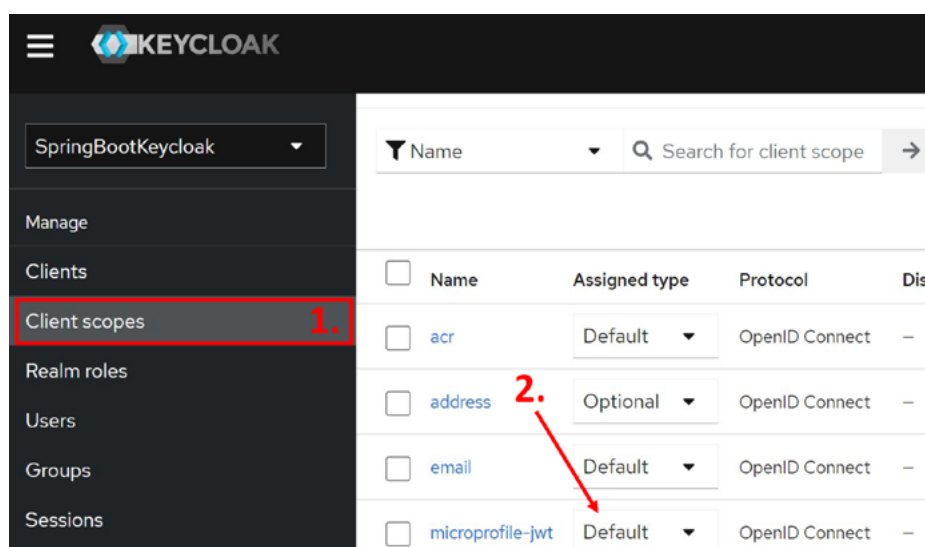 KEYCLOAK
SpringBootKeycloak
Name
Search for client scope
Manage
Clients
Client scopes
1.
Realm roles
Users
Groups
Sessions
Name Assigned type Protocol Dis
acr Default OpenID Connect –
address 2. Optional OpenID Connect –
email Default OpenID Connect –
microprofile-jwt Default OpenID Connect –